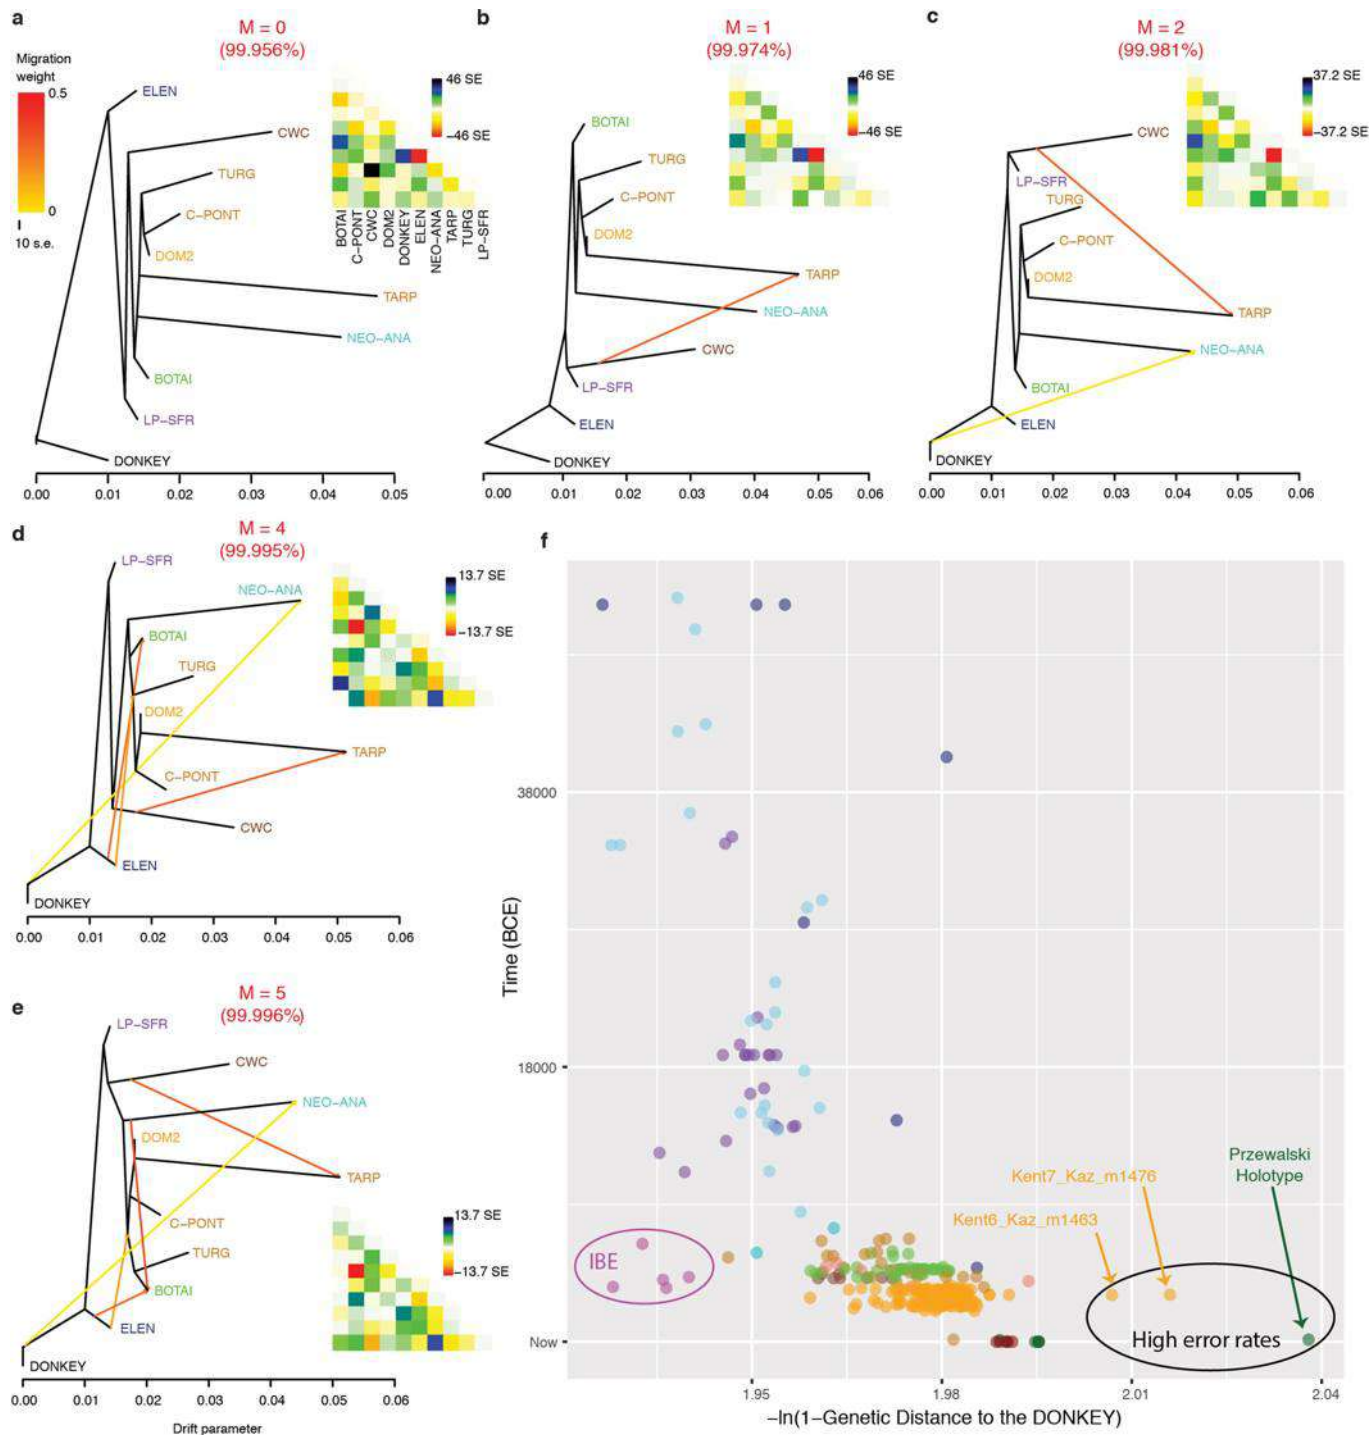 a
M = 0
(99.956%)
Migration
weight
0.5
0
10 s.e.
ELEN
CWC
TURG
C-PONT
DOM2
TARP
NEO-ANA
BOTAI
LP-SFR
DONKEY
46 SE
-46 SE
BOTAI
C-PONT
CWC
DOM2
DONKEY
ELEN
NEO-ANA
TARP
TURG
LP-SFR
0.00 0.01 0.02 0.03 0.04 0.05
b
M = 1
(99.974%)
46 SE
-46 SE
BOTAI
TURG
C-PONT
DOM2
TARP
NEO-ANA
CWC
LP-SFR
ELEN
DONKEY
0.00 0.01 0.02 0.03 0.04 0.05 0.06
c
M = 2
(99.981%)
37.2 SE
-37.2 SE
CWC
LP-SFR
TURG
C-PONT
DOM2
TARP
NEO-ANA
BOTAI
ELEN
DONKEY
0.00 0.01 0.02 0.03 0.04 0.05 0.06
d
M = 4
(99.995%)
13.7 SE
-13.7 SE
LP-SFR
NEO-ANA
BOTAI
TURG
DOM2
TARP
C-PONT
CWC
ELEN
DONKEY
0.00 0.01 0.02 0.03 0.04 0.05 0.06
e
M = 5
(99.996%)
LP-SFR
CWC
NEO-ANA
DOM2
TARP
C-PONT
TURG
BOTAI
ELEN
DONKEY
13.7 SE
-13.7 SE
0.00 0.01 0.02 0.03 0.04 0.05 0.06
Drift parameter
f
Time (BCE)
38000
18000
Now
IBE
Kent7_Kaz_m1476
Kent6_Kaz_m1463
Przewalski
Holotype
High error rates
1.95 1.98 2.01 2.04
-ln(1-Genetic Distance to the DONKEY)